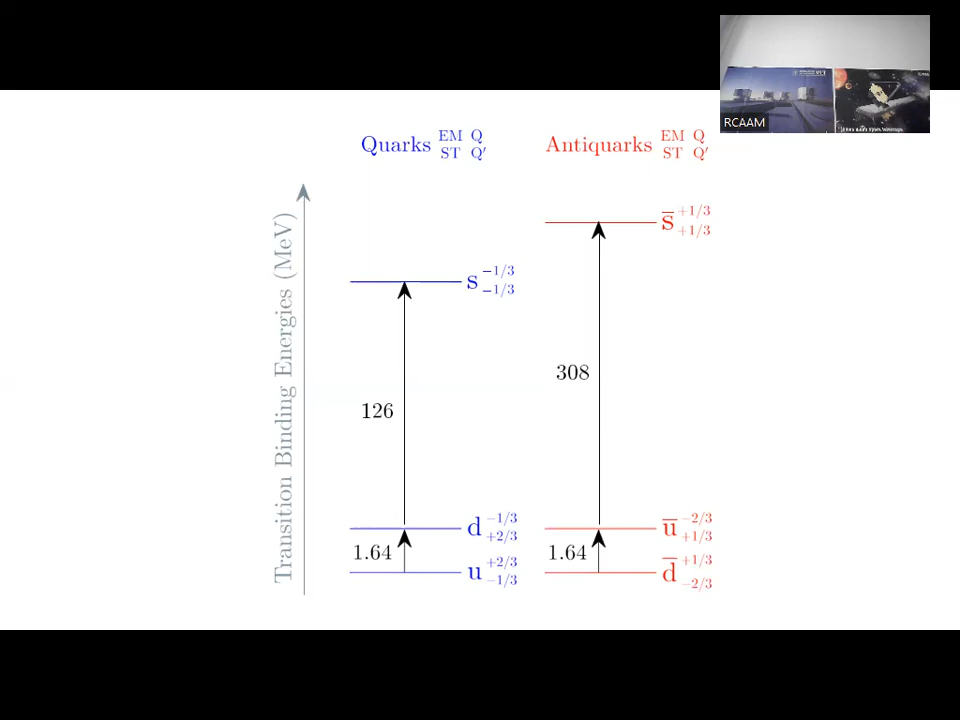 Quarks EM Q
ST Q′
Antiquarks EM Q
ST Q′
RCAAM
Transition Binding Energies (MeV)
s̅ +1/3
+1/3
s −1/3
−1/3
308
126
d −1/3
+2/3
u̅ −2/3
+1/3
1.64
1.64
u +2/3
−1/3
d̅ +1/3
−2/3